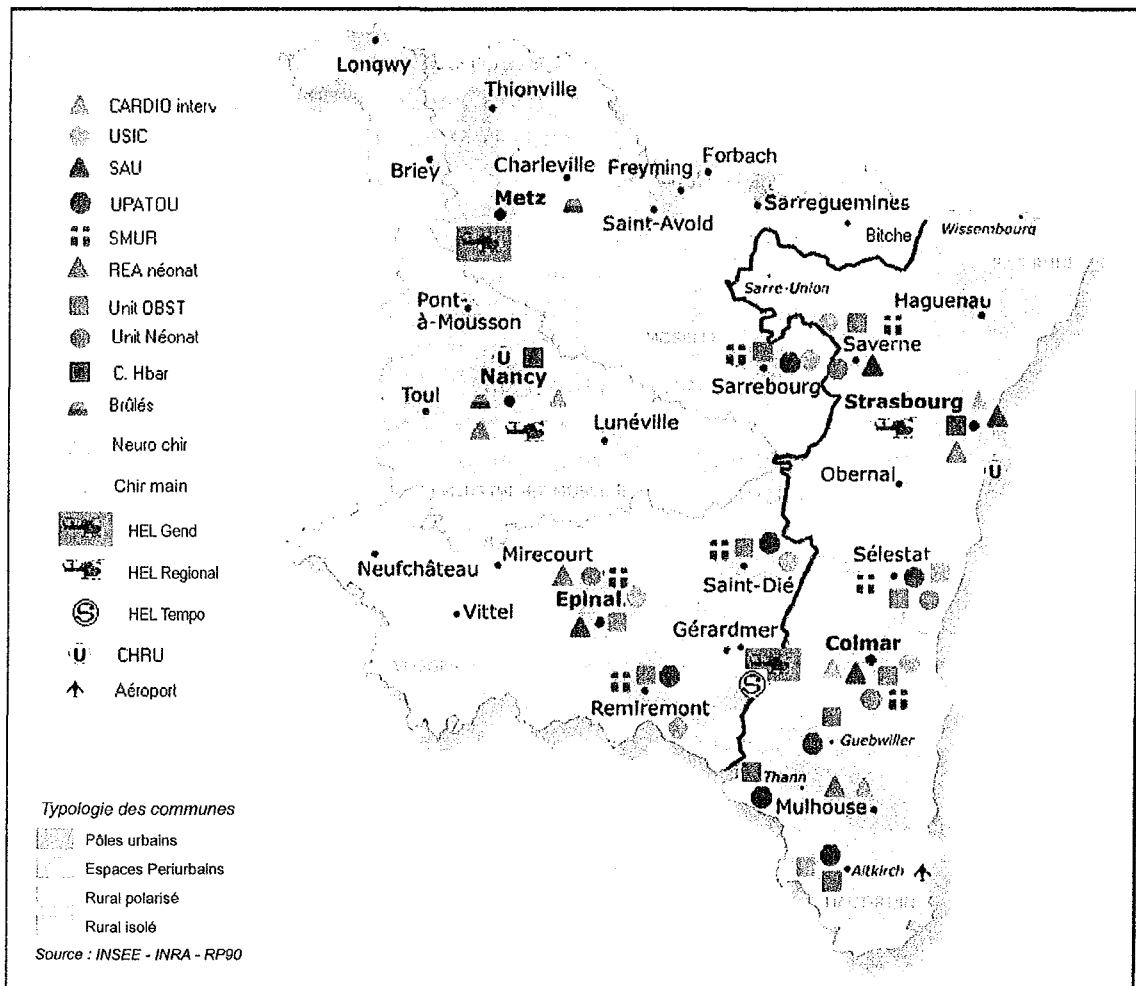 CARDIO interv
USIC
SAU
UPATOU
SMUR
REA néonat
Unit OBST
Unit Néonat
C. Hbar
Brûlés
Neuro chir
Chir main
HEL Gend
HEL Regional
S
HEL Tempo
U
CHRU
Aéroport
Typologie des communes
Pôles urbains
Espaces Periurbains
Rural polarisé
Rural isolé
Source : INSEE - INRA - RP90
Longwy
Thionville
Briey
Charleville
Freyming
Forbach
Metz
Saint-Avold
Sarreguemines
Bitche
Wissembourg
Sarre-Union
Haguenau
Pont-
à-Mousson
Saverne
U
Nancy
Sarrebourg
Toul
Strasbourg
Lunéville
U
Obernai
Neufchâteau
Mirecourt
Saint-Dié
Sélestat
Epinal
Vittel
Gérardmer
Colmar
S
Remiremont
Guebwiller
Thann
Mulhouse
Altkirch
HAUT-RHIN